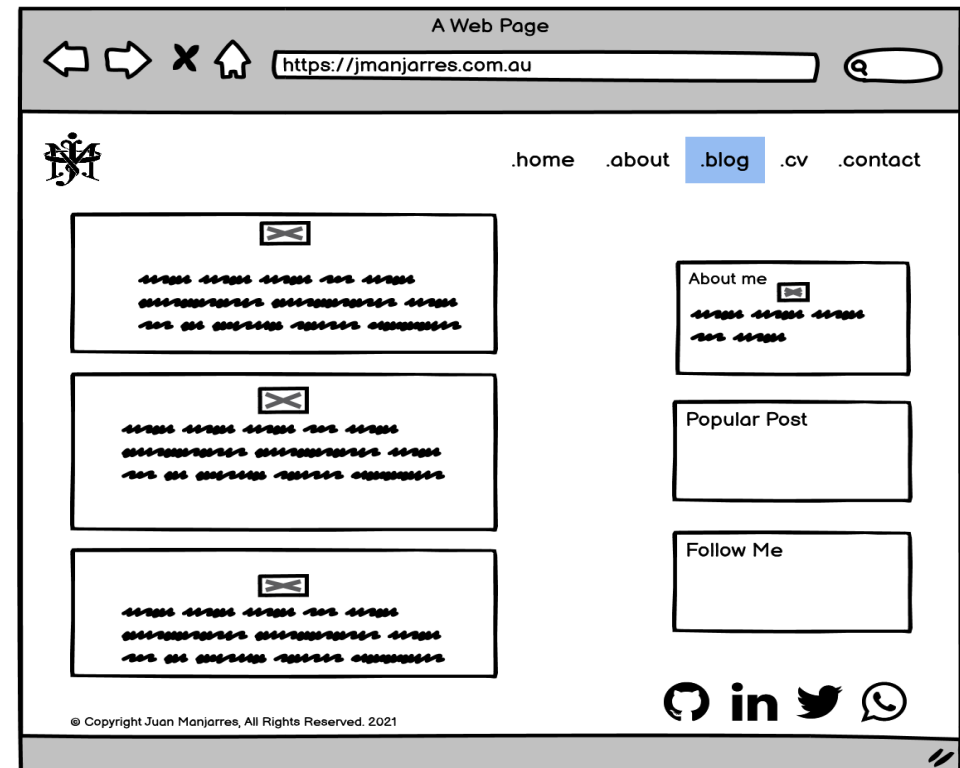 A Web Page
https://jmanjarres.com.au
.home .about .blog .cv .contact
About me
Popular Post
Follow Me
© Copyright Juan Manjarres, All Rights Reserved. 2021
in